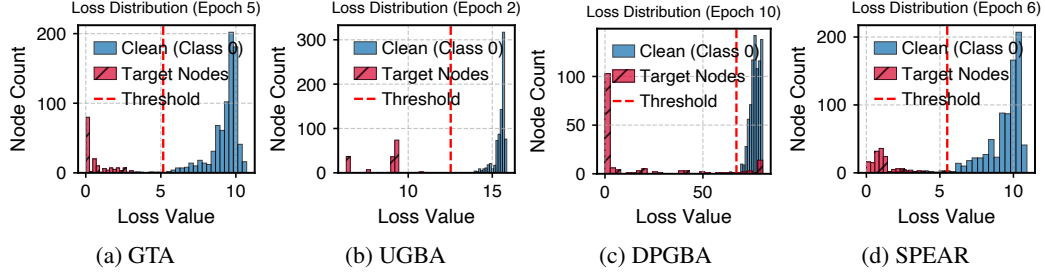 Loss Distribution (Epoch 5)
Node Count
200
100
0
Clean (Class 0)
Target Nodes
Threshold
0
5
10
Loss Value
(a) GTA
Loss Distribution (Epoch 2)
Node Count
300
200
100
0
Clean (Class 0)
Target Nodes
Threshold
10
15
Loss Value
(b) UGBA
Loss Distribution (Epoch 10)
Node Count
100
50
0
Clean (Class 0)
Target Nodes
Threshold
0
50
Loss Value
(c) DPGBA
Loss Distribution (Epoch 6)
Node Count
200
100
0
Clean (Class 0)
Target Nodes
Threshold
0
5
10
Loss Value
(d) SPEAR